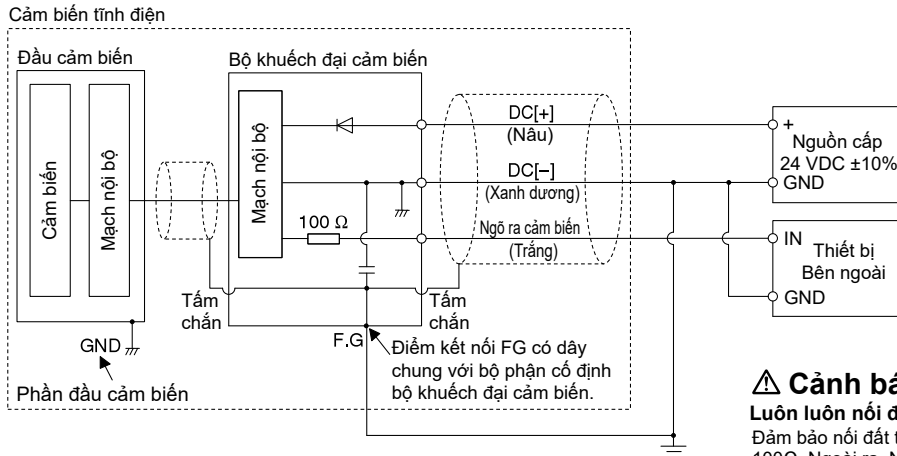 Cảm biến tĩnh điện
Đầu cảm biến
Bộ khuếch đại cảm biến
Cảm biến
Mạch nội bộ
Mạch nội bộ
100 Ω
DC[+]
(Nâu)
DC[−]
(Xanh dương)
Ngõ ra cảm biến
(Trắng)
+
Nguồn cấp
24 VDC ±10%
GND
IN
Thiết bị
Bên ngoài
GND
Tấm
chắn
Tấm
chắn
GND
Phần đầu cảm biến
F.G
Điểm kết nối FG có dây
chung với bộ phận cố định
bộ khuếch đại cảm biến.
⚠ Cảnh bá
Luôn luôn nối đ
Đảm bảo nối đất t